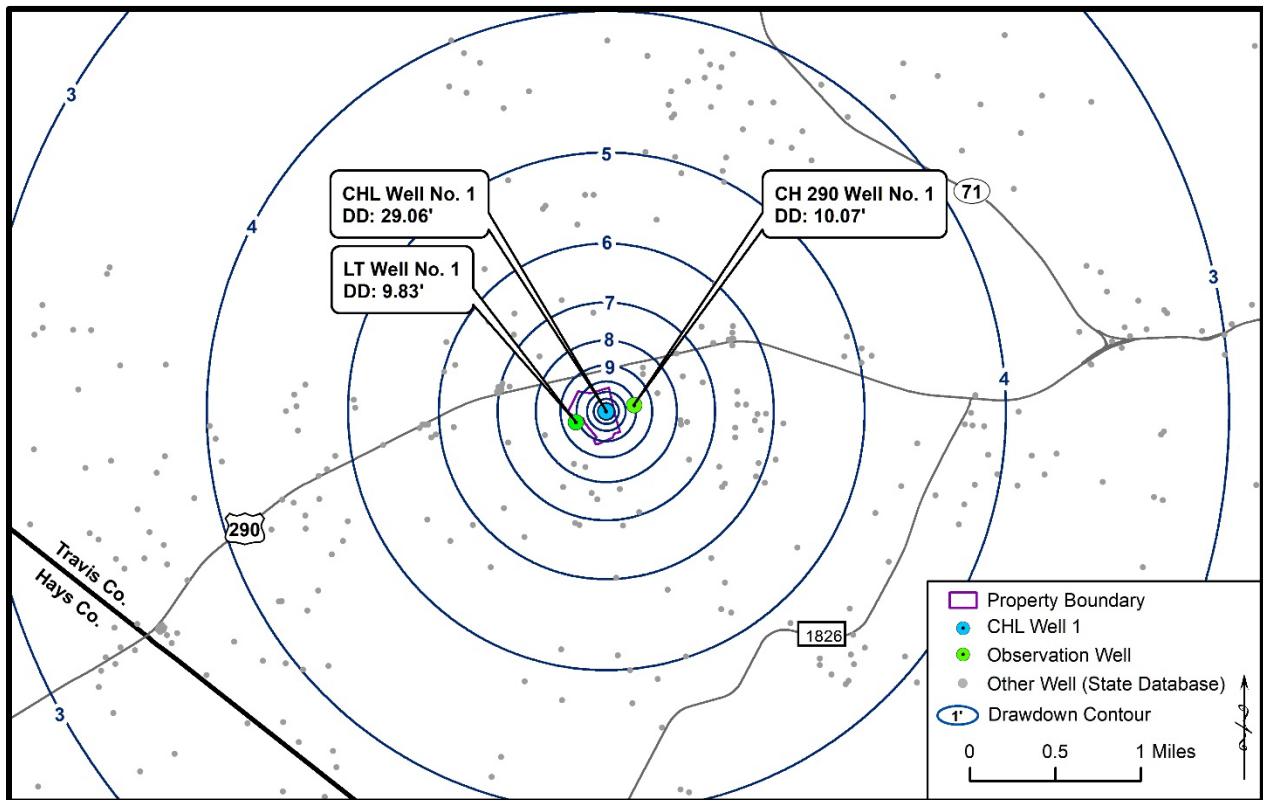 3
4
5
6
7
8
9
CHL Well No. 1
DD: 29.06'
LT Well No. 1
DD: 9.83'
CH 290 Well No. 1
DD: 10.07'
71
3
4
290
Travis Co.
Hays Co.
3
1826
Property Boundary
CHL Well 1
Observation Well
Other Well (State Database)
1' Drawdown Contour
0 0.5 1 Miles